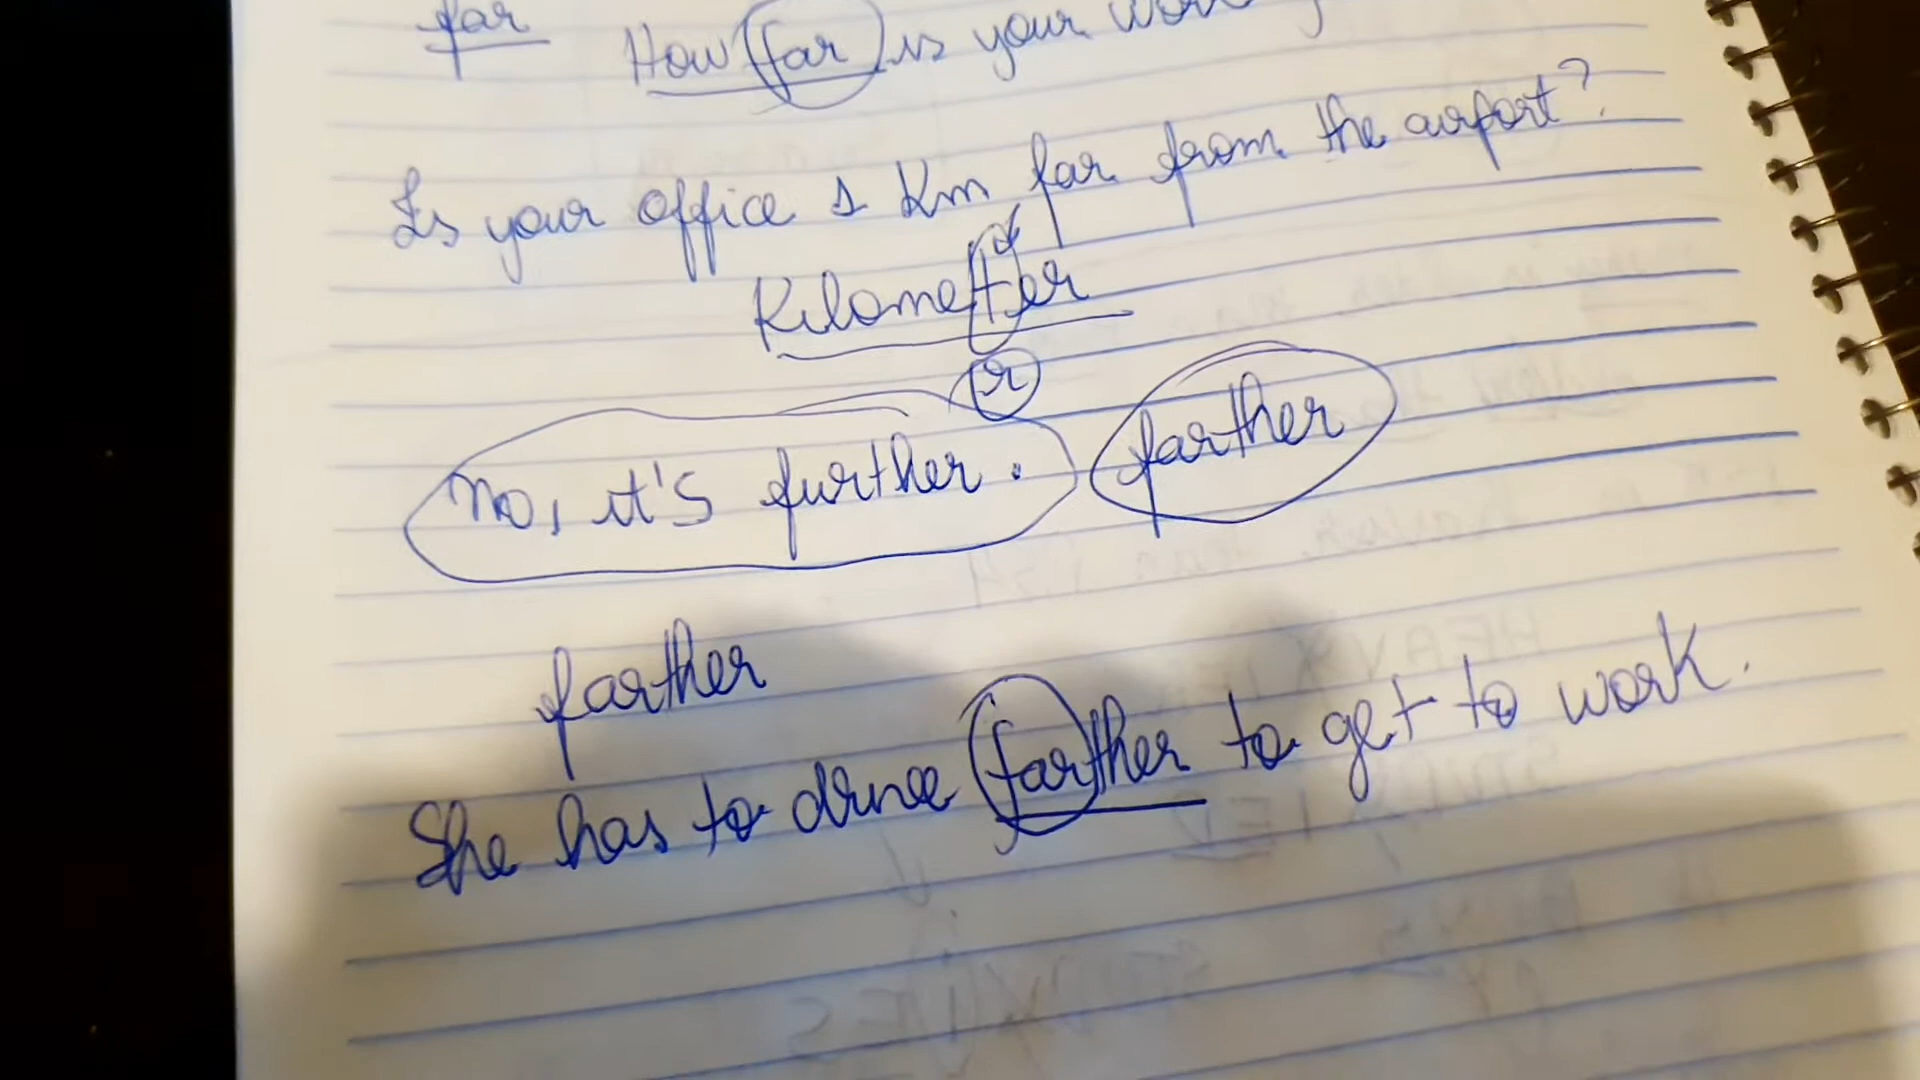 far How far is your
Is your office 1 Km far from the airport?
Kilometer
r
No, it's further. farther
farther
She has to drive farther to get to work.